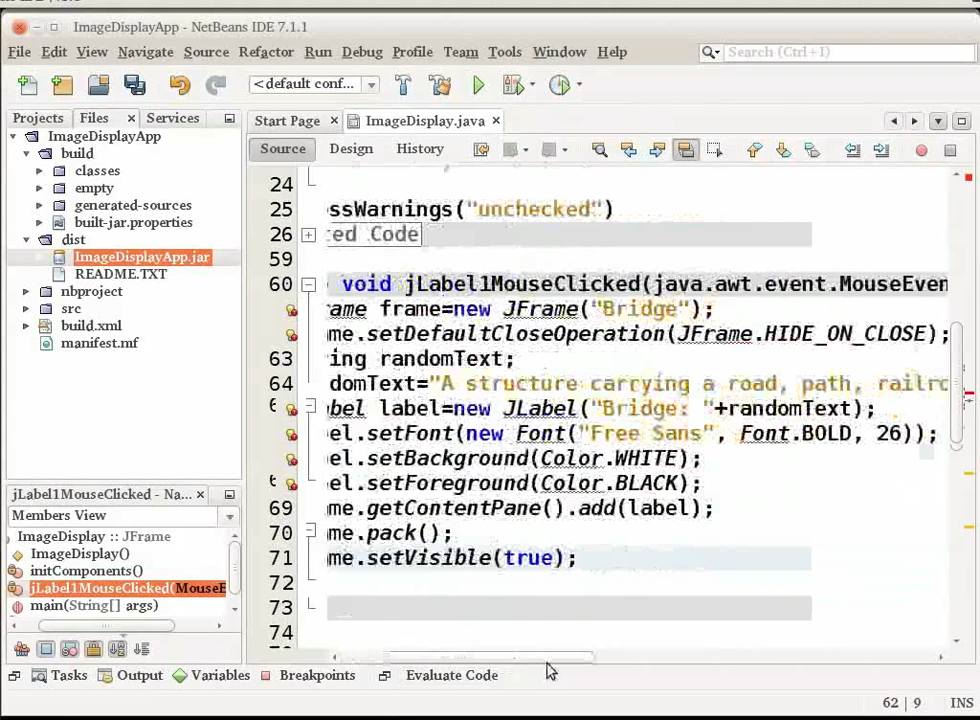 ImageDisplayApp - NetBeans IDE 7.1.1
File Edit View Navigate Source Refactor Run Debug Profile Team Tools Window Help
Search (Ctrl+I)
<default conf...
Projects Files × Services
Start Page × ImageDisplay.java ×
Source Design History
ImageDisplayApp
build
classes
empty
generated-sources
built-jar.properties
dist
ImageDisplayApp.jar
README.TXT
nbproject
src
build.xml
manifest.mf
24
25 ssWarnings("unchecked")
26 ed Code
59
60 void jLabel1MouseClicked(java.awt.event.MouseEven
ame frame=new JFrame("Bridge");
me.setDefaultCloseOperation(JFrame.HIDE_ON_CLOSE);
63 ing randomText;
64 domText="A structure carrying a road, path, railro
6 abel label=new JLabel("Bridge: "+randomText);
el.setFont(new Font("Free Sans", Font.BOLD, 26));
el.setBackground(Color.WHITE);
6 el.setForeground(Color.BLACK);
69 me.getContentPane().add(label);
70 me.pack();
71 me.setVisible(true);
72
73
74
jLabel1MouseClicked - Na... ×
Members View
ImageDisplay :: JFrame
ImageDisplay()
initComponents()
jLabel1MouseClicked(MouseE
main(String[] args)
Tasks Output Variables Breakpoints Evaluate Code
62 | 9 INS